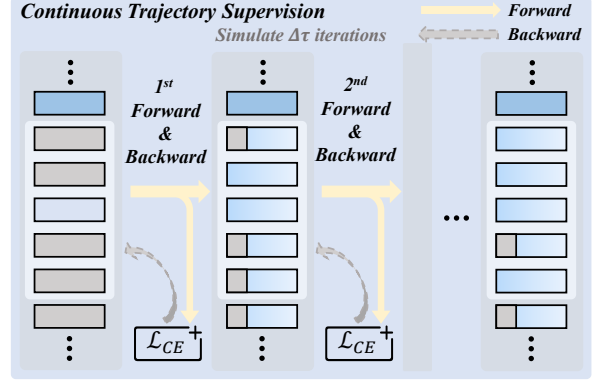 Continuous Trajectory Supervision
Forward
Simulate Δτ iterations
Backward
1st
Forward
&
Backward
2nd
Forward
&
Backward
...
ℒCE +
ℒCE +